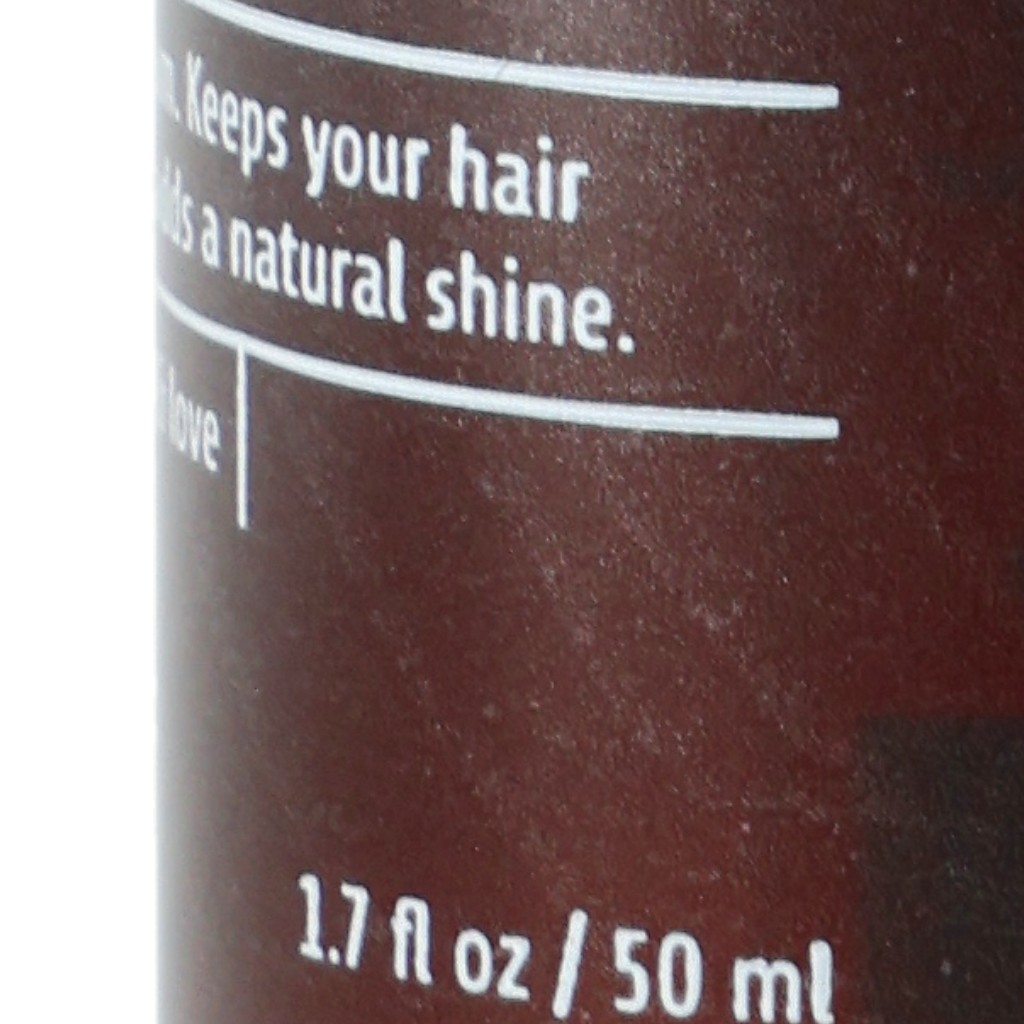 Keeps your hair
a natural shine.
love
1.7 fl oz / 50 ml